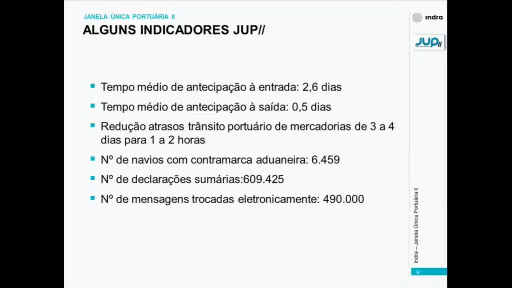 JANELA ÚNICA PORTUÁRIA II
ALGUNS INDICADORES JUP//
indra
JUP//
Tempo médio de antecipação à entrada: 2,6 dias
Tempo médio de antecipação à saída: 0,5 dias
Redução atrasos trânsito portuário de mercadorias de 3 a 4
dias para 1 a 2 horas
Nº de navios com contramarca aduaneira: 6.459
Nº de declarações sumárias:609.425
Nº de mensagens trocadas eletronicamente: 490.000
Indra – Janela Única Portuária II